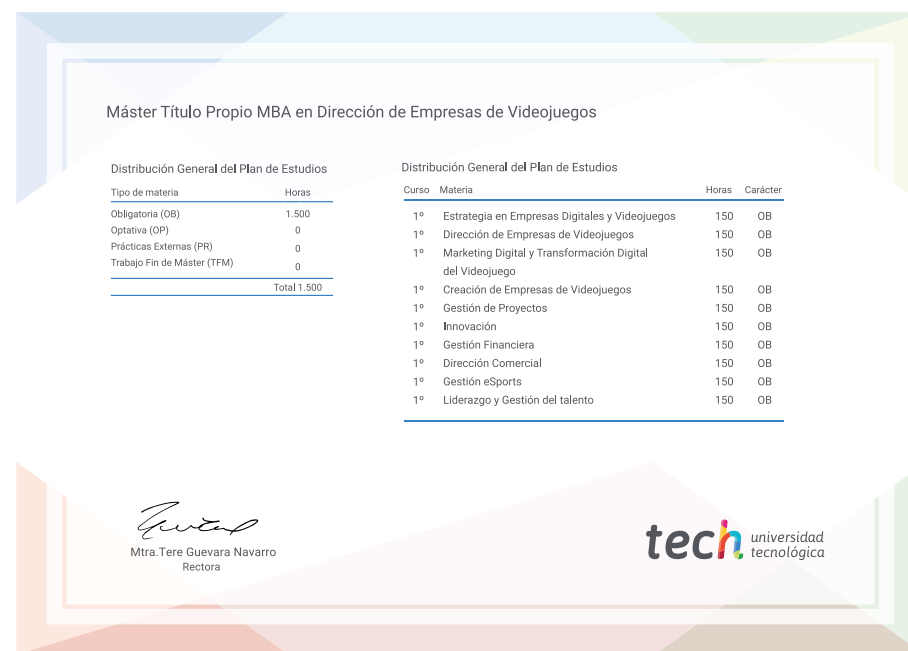 Máster Título Propio MBA en Dirección de Empresas de Videojuegos
Distribución General del Plan de Estudios
Tipo de materia Horas
Obligatoria (OB) 1.500
Optativa (OP) 0
Prácticas Externas (PR) 0
Trabajo Fin de Máster (TFM) 0
Total 1.500
Distribución General del Plan de Estudios
Curso Materia Horas Carácter
1º Estrategia en Empresas Digitales y Videojuegos 150 OB
1º Dirección de Empresas de Videojuegos 150 OB
1º Marketing Digital y Transformación Digital 150 OB
del Videojuego
1º Creación de Empresas de Videojuegos 150 OB
1º Gestión de Proyectos 150 OB
1º Innovación 150 OB
1º Gestión Financiera 150 OB
1º Dirección Comercial 150 OB
1º Gestión eSports 150 OB
1º Liderazgo y Gestión del talento 150 OB
Mtra.Tere Guevara Navarro
Rectora
tech universidad
tecnológica